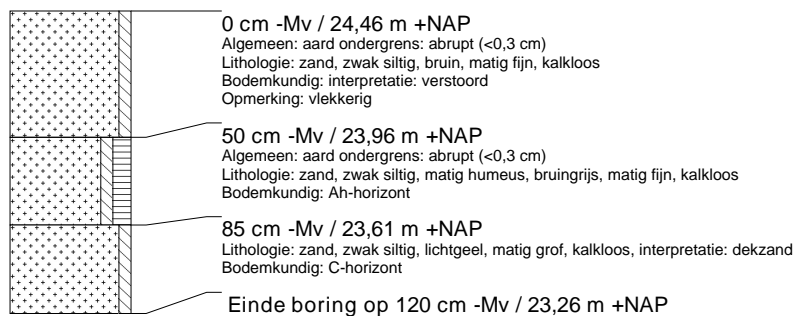 0 cm -Mv / 24,46 m +NAP
Algemeen: aard ondergrens: abrupt (<0,3 cm)
Lithologie: zand, zwak siltig, bruin, matig fijn, kalkloos
Bodemkundig: interpretatie: verstoord
Opmerking: vlekkerig
50 cm -Mv / 23,96 m +NAP
Algemeen: aard ondergrens: abrupt (<0,3 cm)
Lithologie: zand, zwak siltig, matig humeus, bruingrijs, matig fijn, kalkloos
Bodemkundig: Ah-horizont
85 cm -Mv / 23,61 m +NAP
Lithologie: zand, zwak siltig, lichtgeel, matig grof, kalkloos, interpretatie: dekzand
Bodemkundig: C-horizont
Einde boring op 120 cm -Mv / 23,26 m +NAP